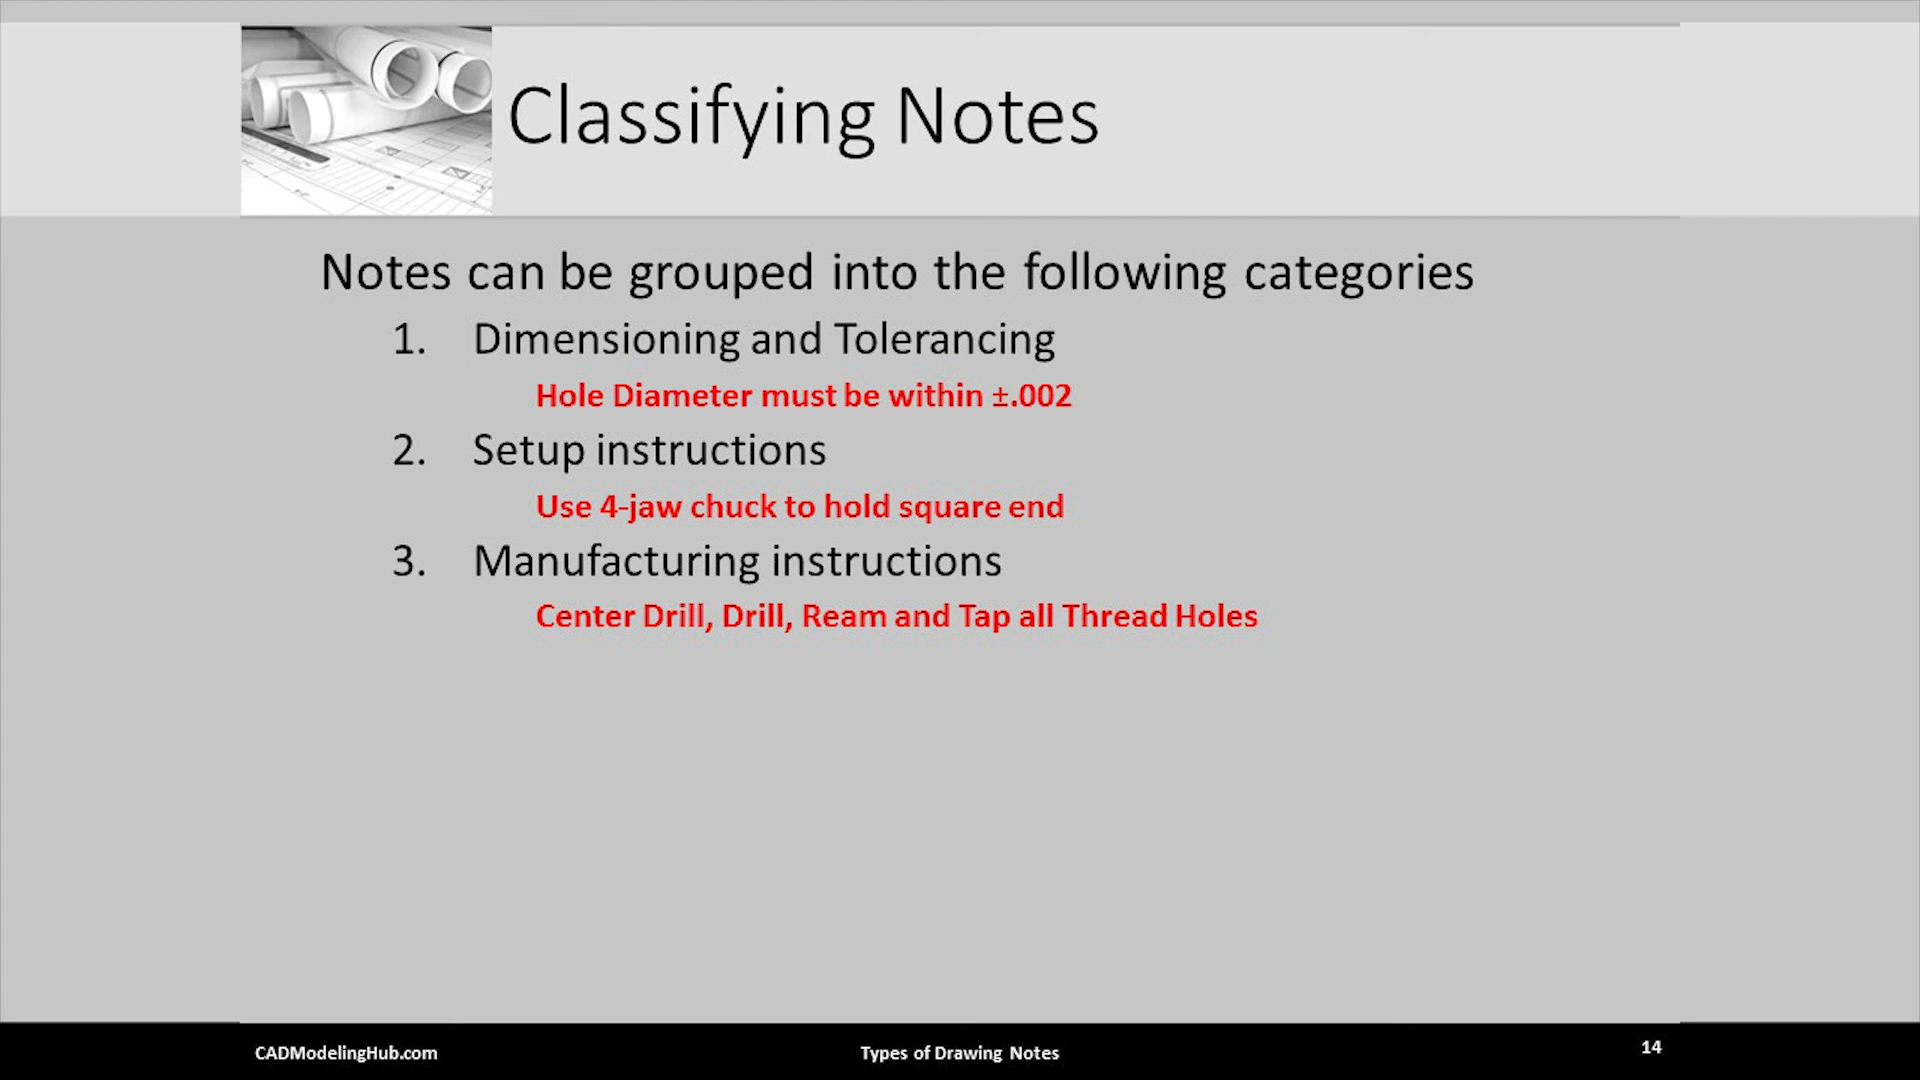 Classifying Notes
Notes can be grouped into the following categories
1. Dimensioning and Tolerancing
Hole Diameter must be within ±.002
2. Setup instructions
Use 4-jaw chuck to hold square end
3. Manufacturing instructions
Center Drill, Drill, Ream and Tap all Thread Holes
CADModelingHub.com
Types of Drawing Notes
14